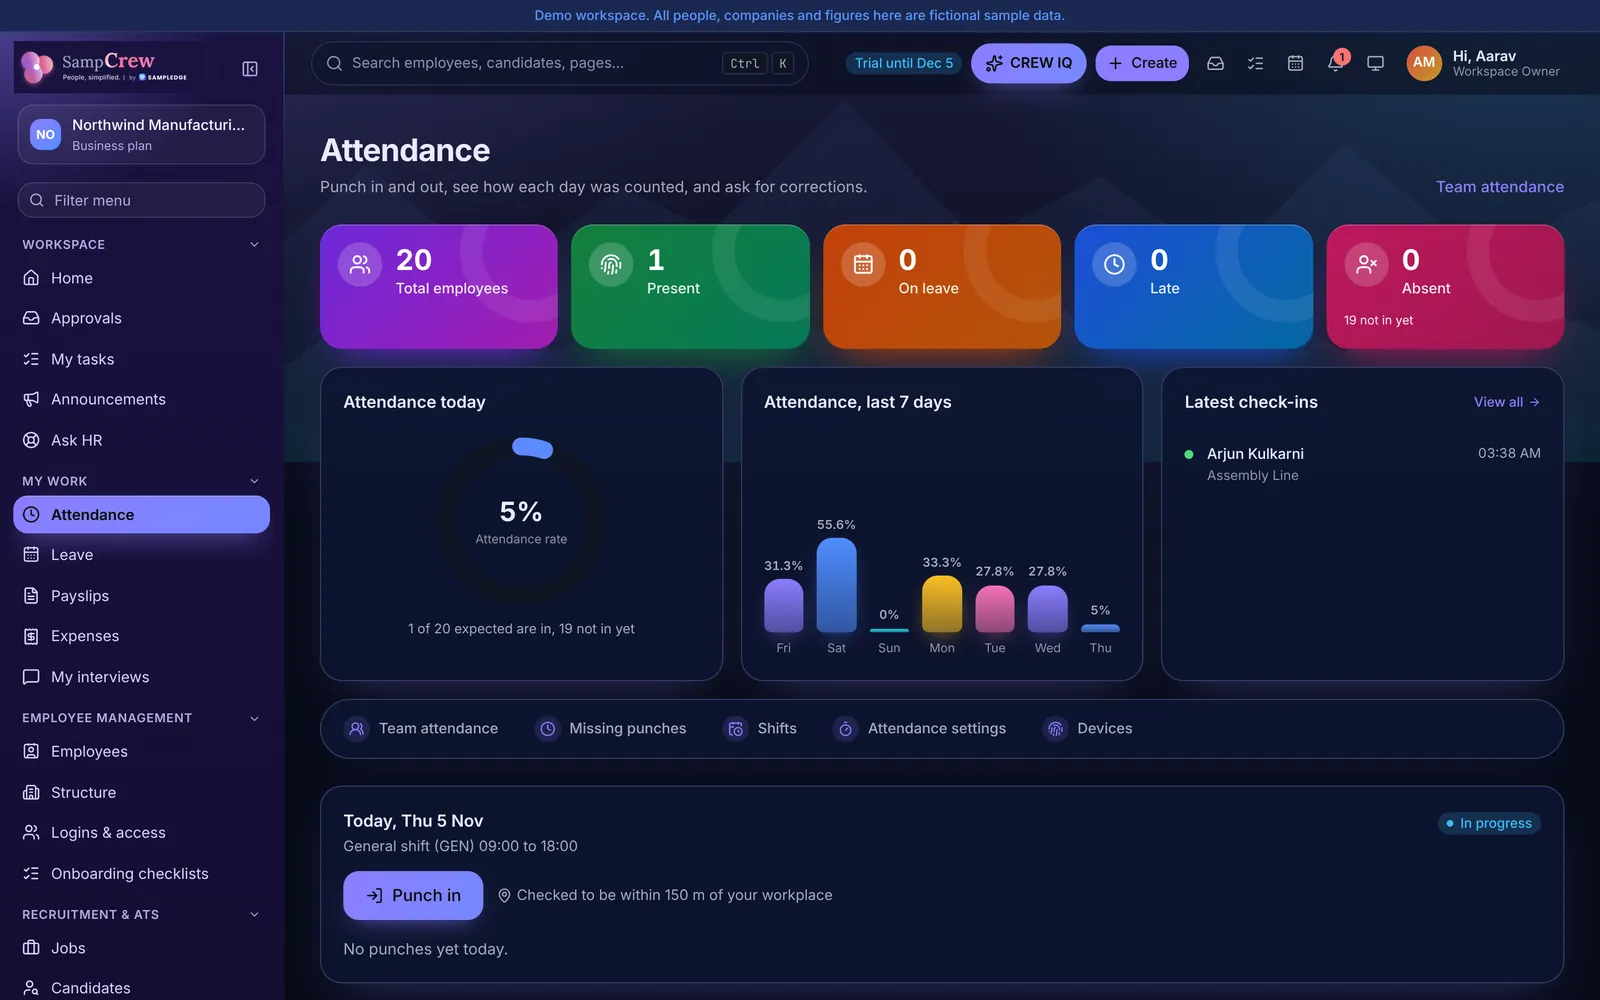 Demo workspace. All people, companies and figures here are fictional sample data.
SampCrew
People, simplified. | by SAMPLEDGE
Search employees, candidates, pages...
Ctrl K
Trial until Dec 5
CREW IQ
Create
1
AM
Hi, Aarav
Workspace Owner
NO
Northwind Manufacturi...
Business plan
Filter menu
WORKSPACE
Home
Approvals
My tasks
Announcements
Ask HR
MY WORK
Attendance
Leave
Payslips
Expenses
My interviews
EMPLOYEE MANAGEMENT
Employees
Structure
Logins & access
Onboarding checklists
RECRUITMENT & ATS
Jobs
Candidates
Attendance
Punch in and out, see how each day was counted, and ask for corrections.
Team attendance
20
Total employees
1
Present
0
On leave
0
Late
0
Absent
19 not in yet
Attendance today
5%
Attendance rate
1 of 20 expected are in, 19 not in yet
Attendance, last 7 days
31.3% 55.6% 0% 33.3% 27.8% 27.8% 5%
Fri Sat Sun Mon Tue Wed Thu
Latest check-ins
View all
Arjun Kulkarni
03:38 AM
Assembly Line
Team attendance
Missing punches
Shifts
Attendance settings
Devices
Today, Thu 5 Nov
In progress
General shift (GEN) 09:00 to 18:00
Punch in
Checked to be within 150 m of your workplace
No punches yet today.